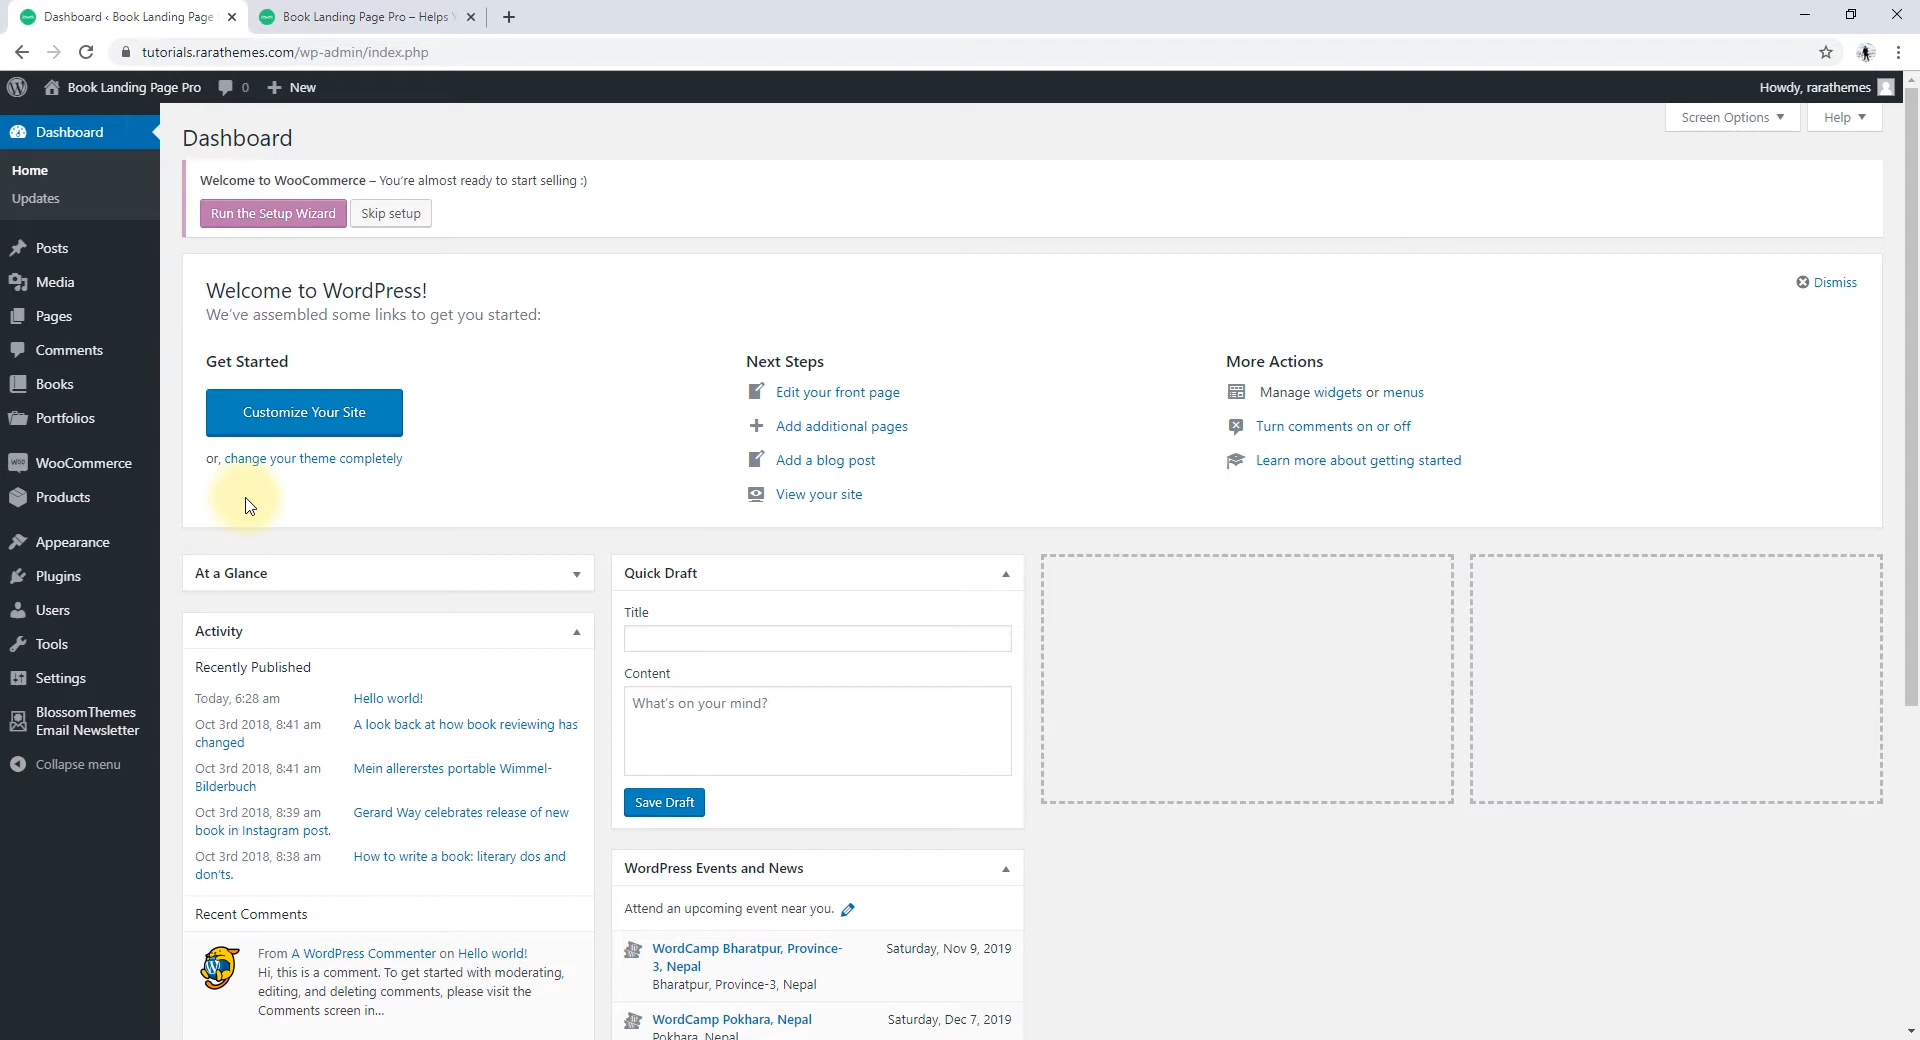 Dashboard ‹ Book Landing Page
Book Landing Page Pro – Helps Y
tutorials.rarathemes.com/wp-admin/index.php
Book Landing Page Pro
0
New
Howdy, rarathemes
Dashboard
Home
Updates
Posts
Media
Pages
Comments
Books
Portfolios
WooCommerce
Products
Appearance
Plugins
Users
Tools
Settings
BlossomThemes
Email Newsletter
Collapse menu
Screen Options
Help
Dashboard
Welcome to WooCommerce – You're almost ready to start selling :)
Run the Setup Wizard
Skip setup
Welcome to WordPress!
We've assembled some links to get you started:
Dismiss
Get Started
Customize Your Site
or, change your theme completely
Next Steps
Edit your front page
Add additional pages
Add a blog post
View your site
More Actions
Manage widgets or menus
Turn comments on or off
Learn more about getting started
At a Glance
Activity
Recently Published
Today, 6:28 am Hello world!
Oct 3rd 2018, 8:41 am A look back at how book reviewing has
changed
Oct 3rd 2018, 8:41 am Mein allererstes portable Wimmel-
Bilderbuch
Oct 3rd 2018, 8:39 am Gerard Way celebrates release of new
book in Instagram post.
Oct 3rd 2018, 8:38 am How to write a book: literary dos and
don'ts.
Recent Comments
From A WordPress Commenter on Hello world!
Hi, this is a comment. To get started with moderating,
editing, and deleting comments, please visit the
Comments screen in...
Quick Draft
Title
Content
What's on your mind?
Save Draft
WordPress Events and News
Attend an upcoming event near you.
WordCamp Bharatpur, Province- Saturday, Nov 9, 2019
3, Nepal
Bharatpur, Province-3, Nepal
WordCamp Pokhara, Nepal Saturday, Dec 7, 2019
Pokhara, Nepal